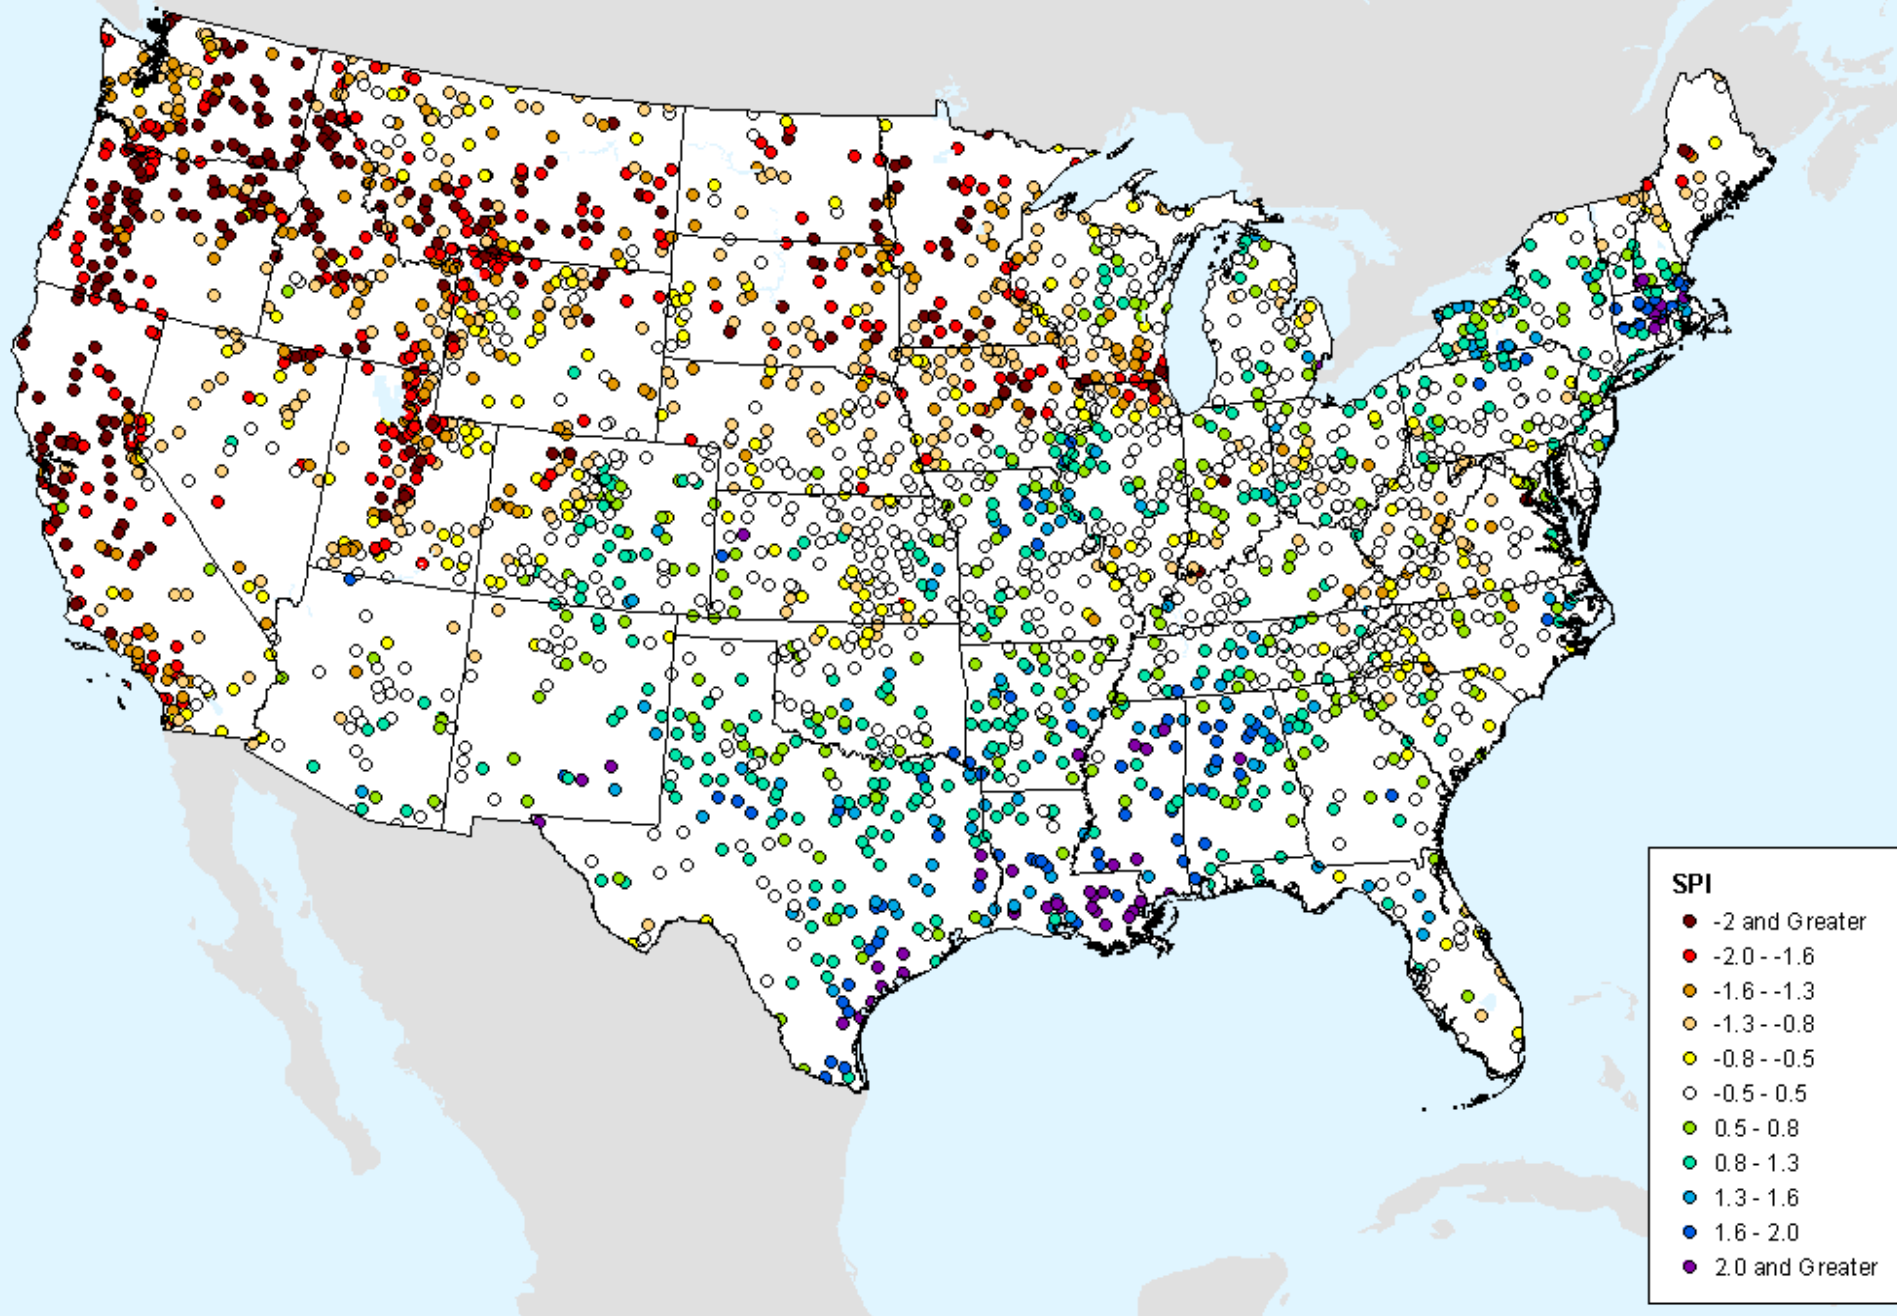 SPI
-2 and Greater
-2.0 - -1.6
-1.6 - -1.3
-1.3 - -0.8
-0.8 - -0.5
-0.5 - 0.5
0.5 - 0.8
0.8 - 1.3
1.3 - 1.6
1.6 - 2.0
2.0 and Greater